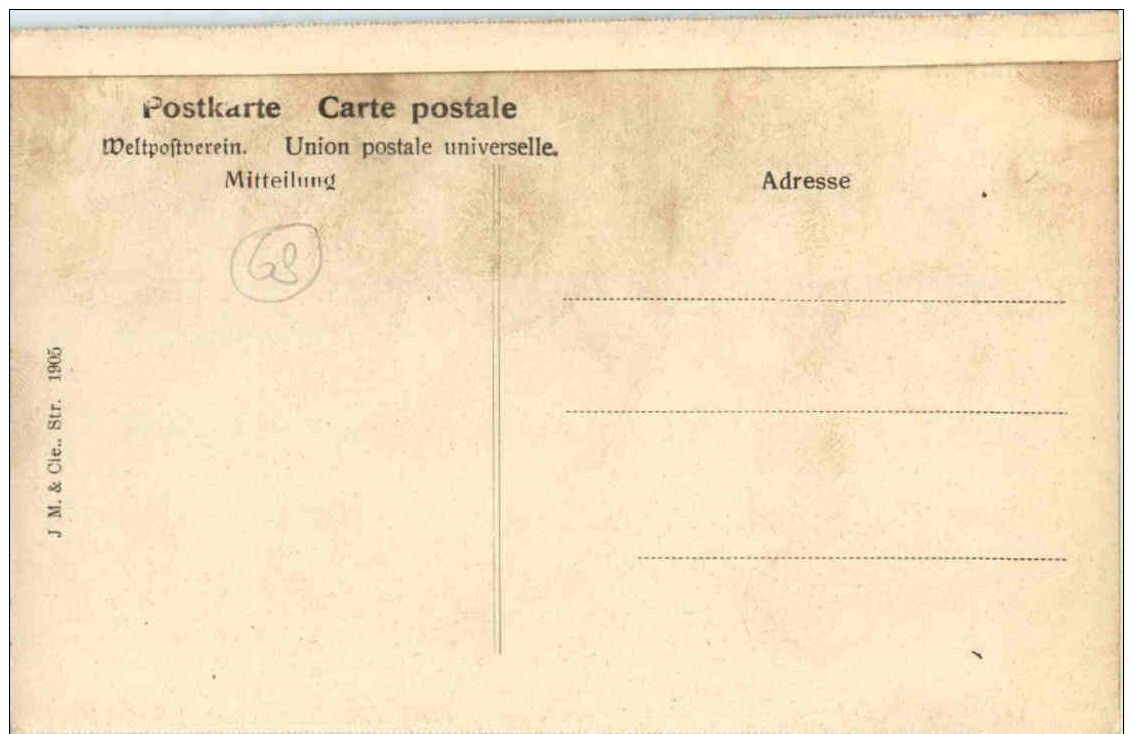 Postkarte Carte postale
Weltpoſtverein. Union postale universelle.
Mitteilung
Adresse
68
J M. & Cie.. Str. 1905